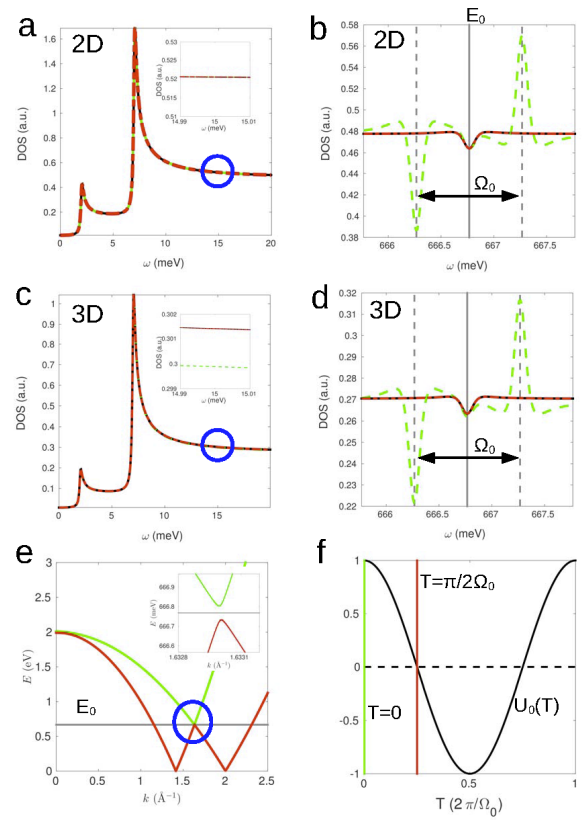 a
2D
DOS (a.u.)
1.6
1.4
1.2
1
0.8
0.6
0.4
0.2
0
5
10
15
20
ω (meV)
DOS (a.u.)
0.53
0.525
0.52
0.515
0.51
14.99
15
15.01
ω (meV)
b
2D
E₀
DOS (a.u.)
0.58
0.56
0.54
0.52
0.5
0.48
0.46
0.44
0.42
0.4
0.38
Ω₀
666
666.5
667
667.5
ω (meV)
c
3D
DOS (a.u.)
1
0.9
0.8
0.7
0.6
0.5
0.4
0.3
0.2
0.1
0
5
10
15
ω (meV)
DOS (a.u.)
0.302
0.301
0.3
0.299
14.99
15
15.01
ω (meV)
d
3D
DOS (a.u.)
0.32
0.31
0.3
0.29
0.28
0.27
0.26
0.25
0.24
0.23
0.22
Ω₀
666
666.5
667
667.5
ω (meV)
e
E (eV)
3
2.5
2
1.5
1
0.5
0
E₀
0
0.5
1
1.5
2
2.5
k (Å⁻¹)
E (meV)
666.9
666.8
666.7
666.6
1.6328
1.6331
k (Å⁻¹)
f
1
0.5
0
-0.5
-1
T=π/2Ω₀
T=0
U₀(T)
0
0.5
1
T (2π/Ω₀)